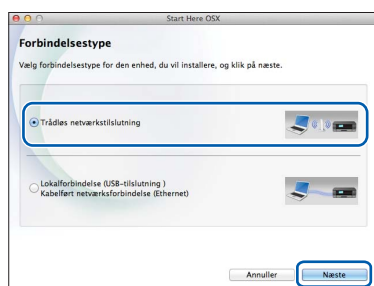 Start Here OSX
Forbindelsestype
Vælg forbindelsestype for den enhed, du vil installere, og klik på næste.
Trådløs netværkstilslutning
Lokalforbindelse (USB-tilslutning )
Kabelført netværksforbindelse (Ethernet)
Annuller
Næste